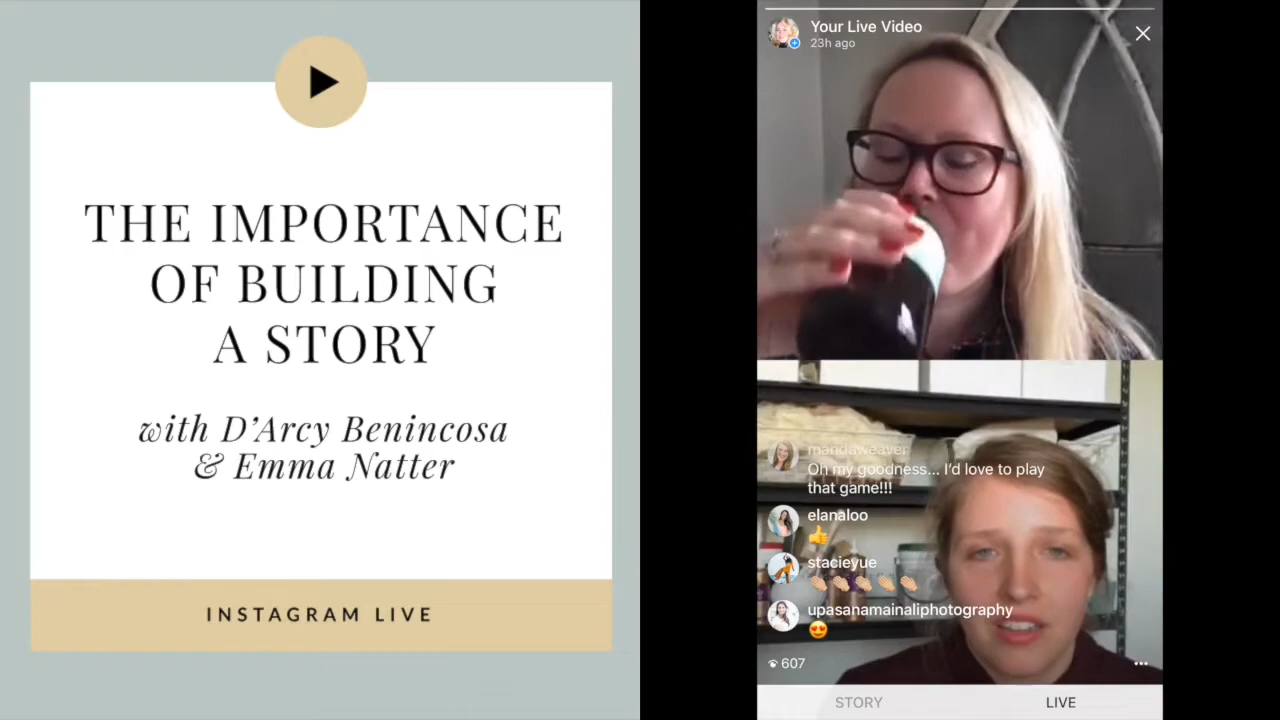 THE IMPORTANCE
OF BUILDING
A STORY
with D'Arcy Benincosa
& Emma Natter
INSTAGRAM LIVE
Your Live Video
23h ago
mandaweaver
Oh my goodness... I'd love to play
that game!!!
elanaloo
👍
stacieyue
👏👏👏👏👏
upasanamainaliphotography
😍
607
STORY
LIVE